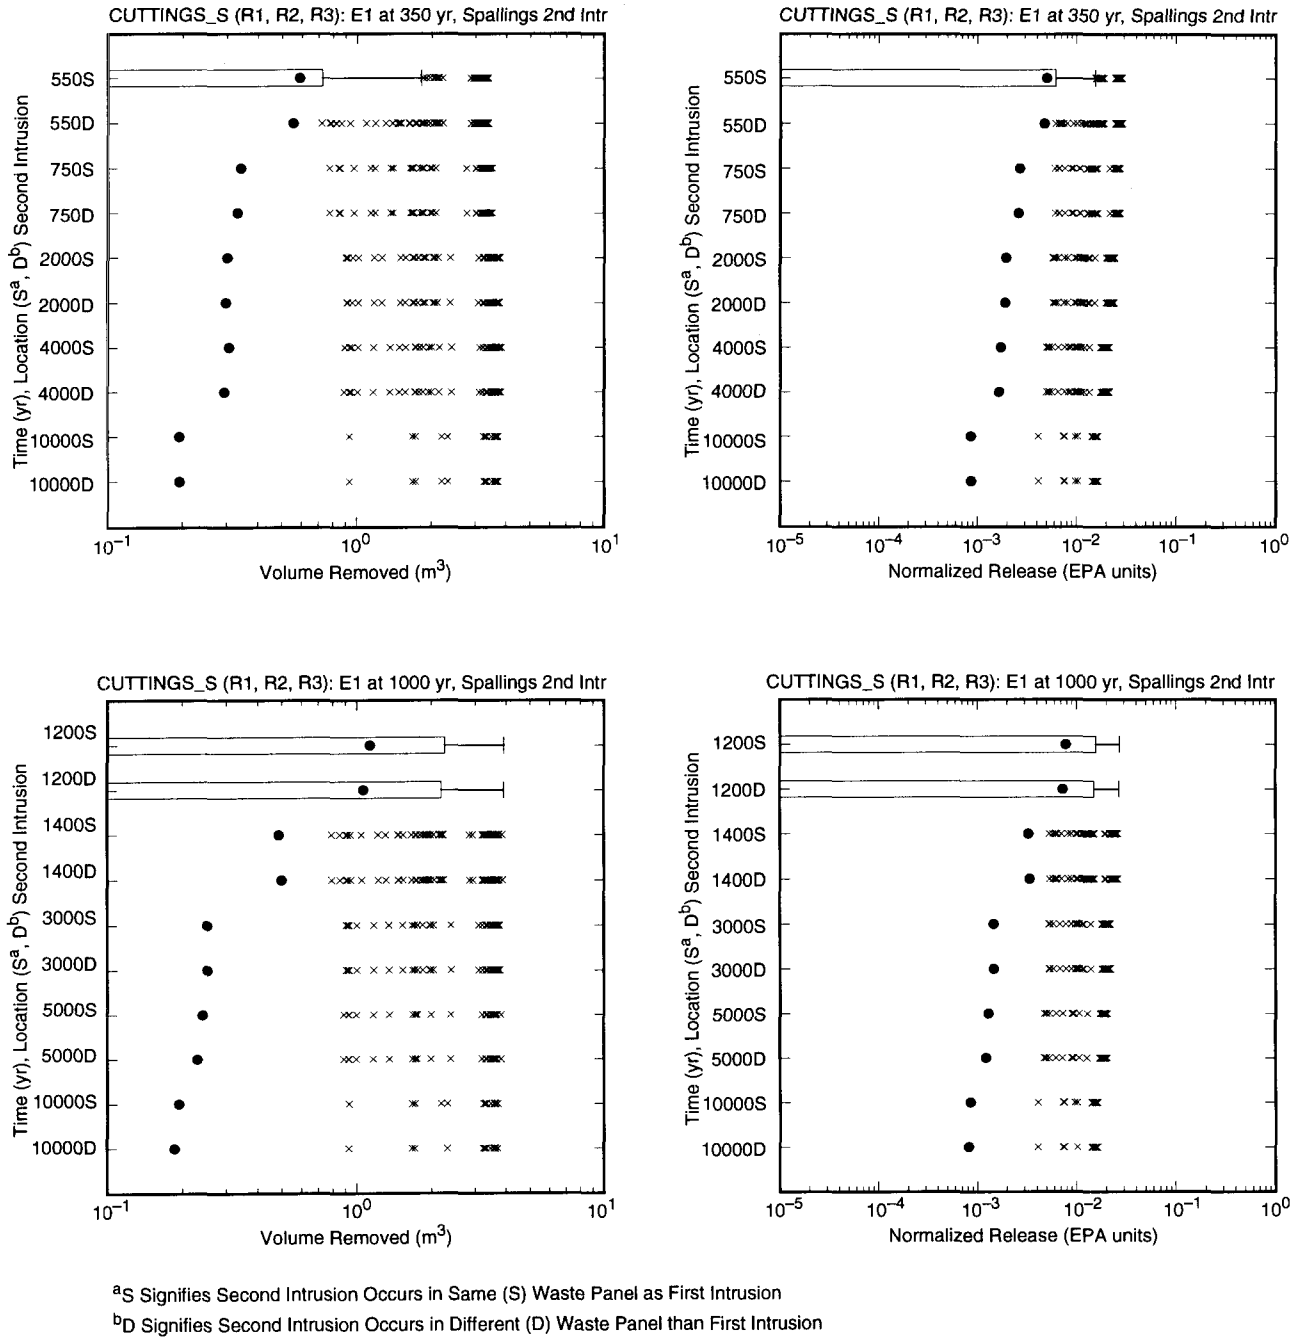 CUTTINGS_S (R1, R2, R3): E1 at 350 yr, Spallings 2nd Intr
Time (yr), Location (Sa, Db) Second Intrusion
550S
550D
750S
750D
2000S
2000D
4000S
4000D
10000S
10000D
10−1 100 101
Volume Removed (m3)
CUTTINGS_S (R1, R2, R3): E1 at 350 yr, Spallings 2nd Intr
Time (yr), Location (Sa, Db) Second Intrusion
550S
550D
750S
750D
2000S
2000D
4000S
4000D
10000S
10000D
10−5 10−4 10−3 10−2 10−1 100
Normalized Release (EPA units)
CUTTINGS_S (R1, R2, R3): E1 at 1000 yr, Spallings 2nd Intr
Time (yr), Location (Sa, Db) Second Intrusion
1200S
1200D
1400S
1400D
3000S
3000D
5000S
5000D
10000S
10000D
10−1 100 101
Volume Removed (m3)
CUTTINGS_S (R1, R2, R3): E1 at 1000 yr, Spallings 2nd Intr
Time (yr), Location (Sa, Db) Second Intrusion
1200S
1200D
1400S
1400D
3000S
3000D
5000S
5000D
10000S
10000D
10−5 10−4 10−3 10−2 10−1 100
Normalized Release (EPA units)
aS Signifies Second Intrusion Occurs in Same (S) Waste Panel as First Intrusion
bD Signifies Second Intrusion Occurs in Different (D) Waste Panel than First Intrusion